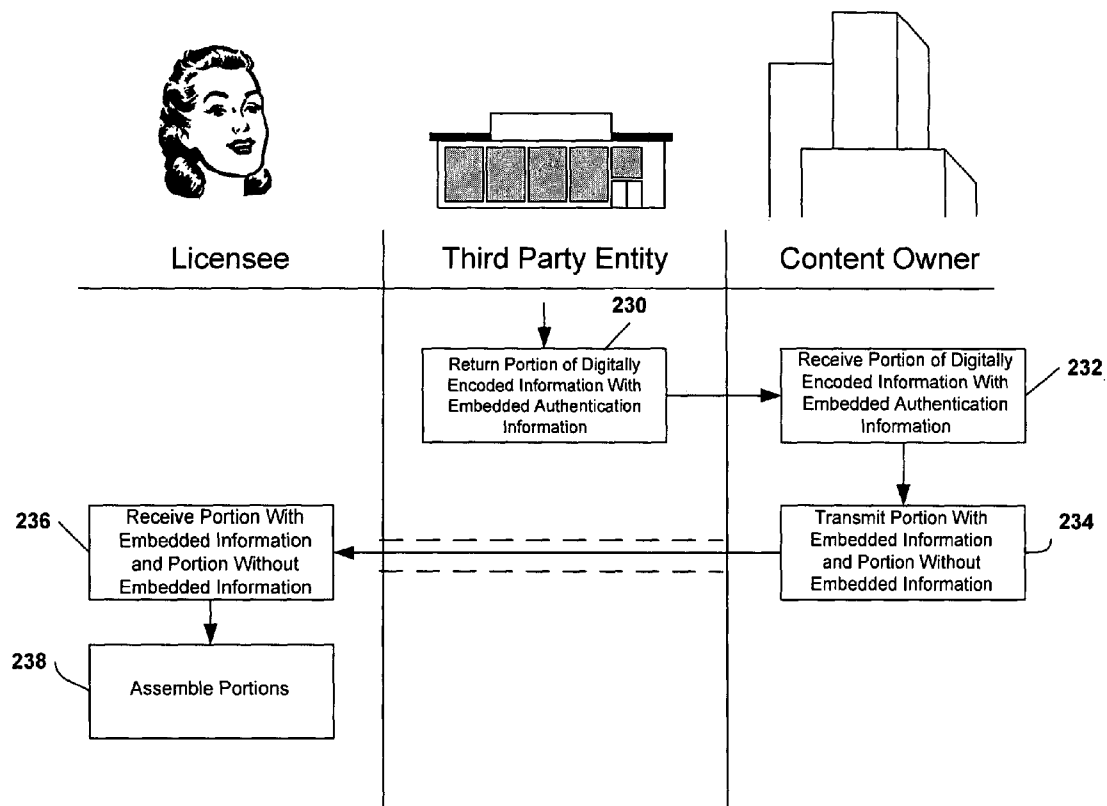 Licensee
Third Party Entity
Content Owner
230
Return Portion of Digitally
Encoded Information With
Embedded Authentication
Information
Receive Portion of Digitally
Encoded Information With
Embedded Authentication
Information
232
236
Receive Portion With
Embedded Information
and Portion Without
Embedded Information
Transmit Portion With
Embedded Information
and Portion Without
Embedded Information
234
238
Assemble Portions